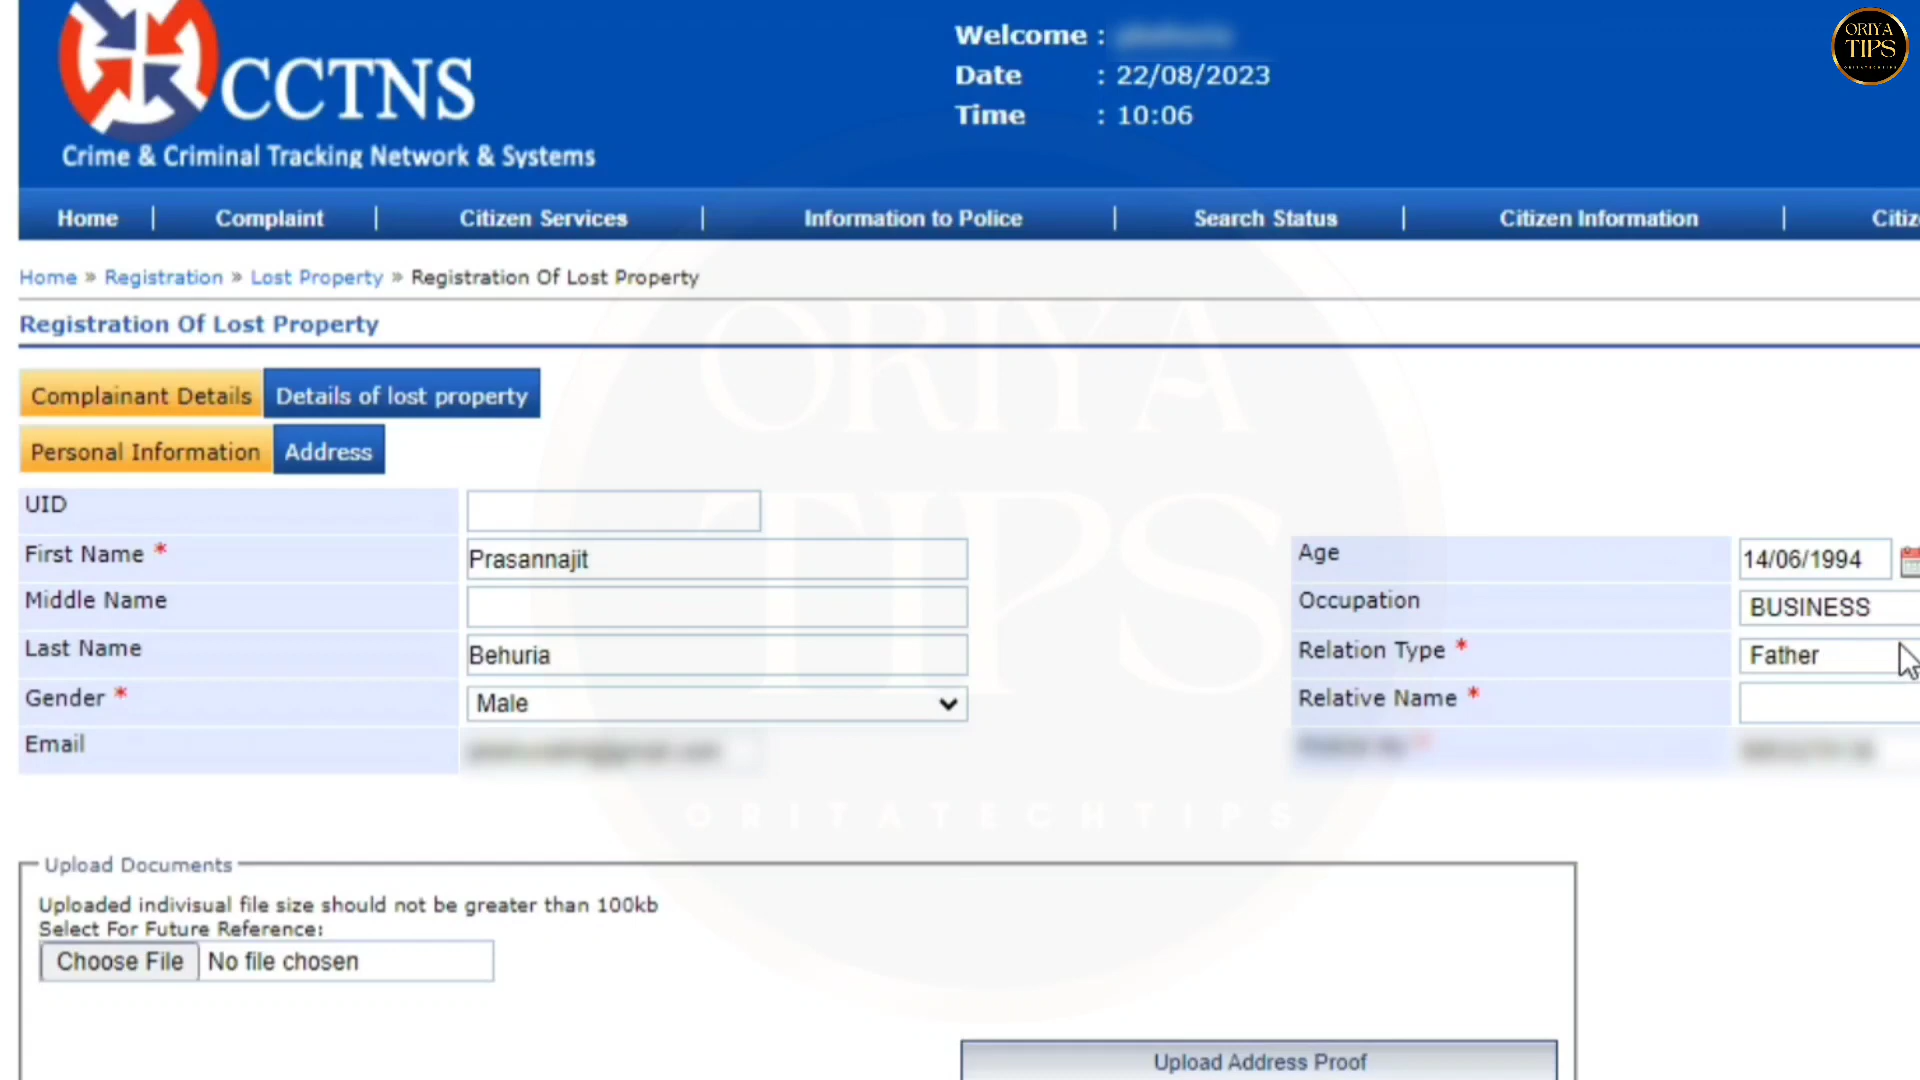 ORIYA
TIPS
CCTNS
Crime & Criminal Tracking Network & Systems
Welcome :
Date : 22/08/2023
Time : 10:06
Home | Complaint | Citizen Services | Information to Police | Search Status | Citizen Information | Citiz
Home » Registration » Lost Property » Registration Of Lost Property
Registration Of Lost Property
Complainant Details Details of lost property
Personal Information Address
UID
First Name * Prasannajit Age 14/06/1994
Middle Name Occupation BUSINESS
Last Name Behuria Relation Type * Father
Gender * Male Relative Name *
Email
ORIYA
TIPS
ORITATECHTIPS
Upload Documents
Uploaded indivisual file size should not be greater than 100kb
Select For Future Reference:
Choose File No file chosen
Upload Address Proof